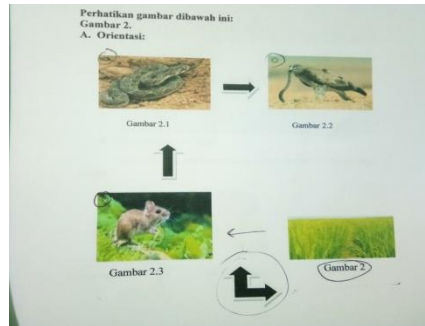 Perhatikan gambar dibawah ini:
Gambar 2.
A. Orientasi:
Gambar 2.1
Gambar 2.2
Gambar 2.3
Gambar 2